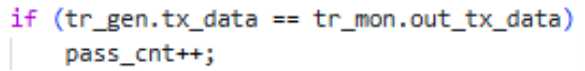 if (tr_gen.tx_data == tr_mon.out_tx_data)
pass_cnt++;